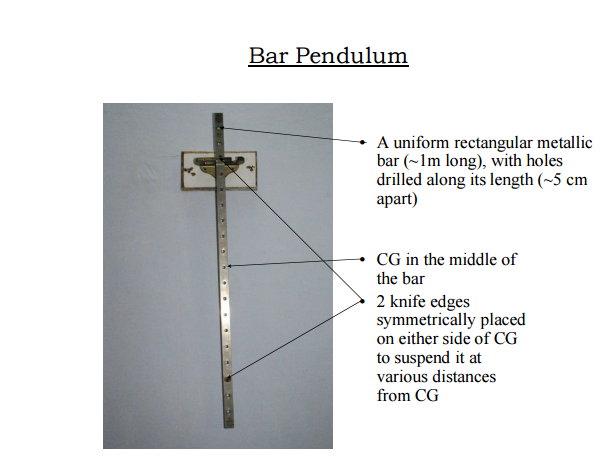 Bar Pendulum
A uniform rectangular metallic
bar (~1m long), with holes
drilled along its length (~5 cm
apart)
CG in the middle of
the bar
2 knife edges
symmetrically placed
on either side of CG
to suspend it at
various distances
from CG